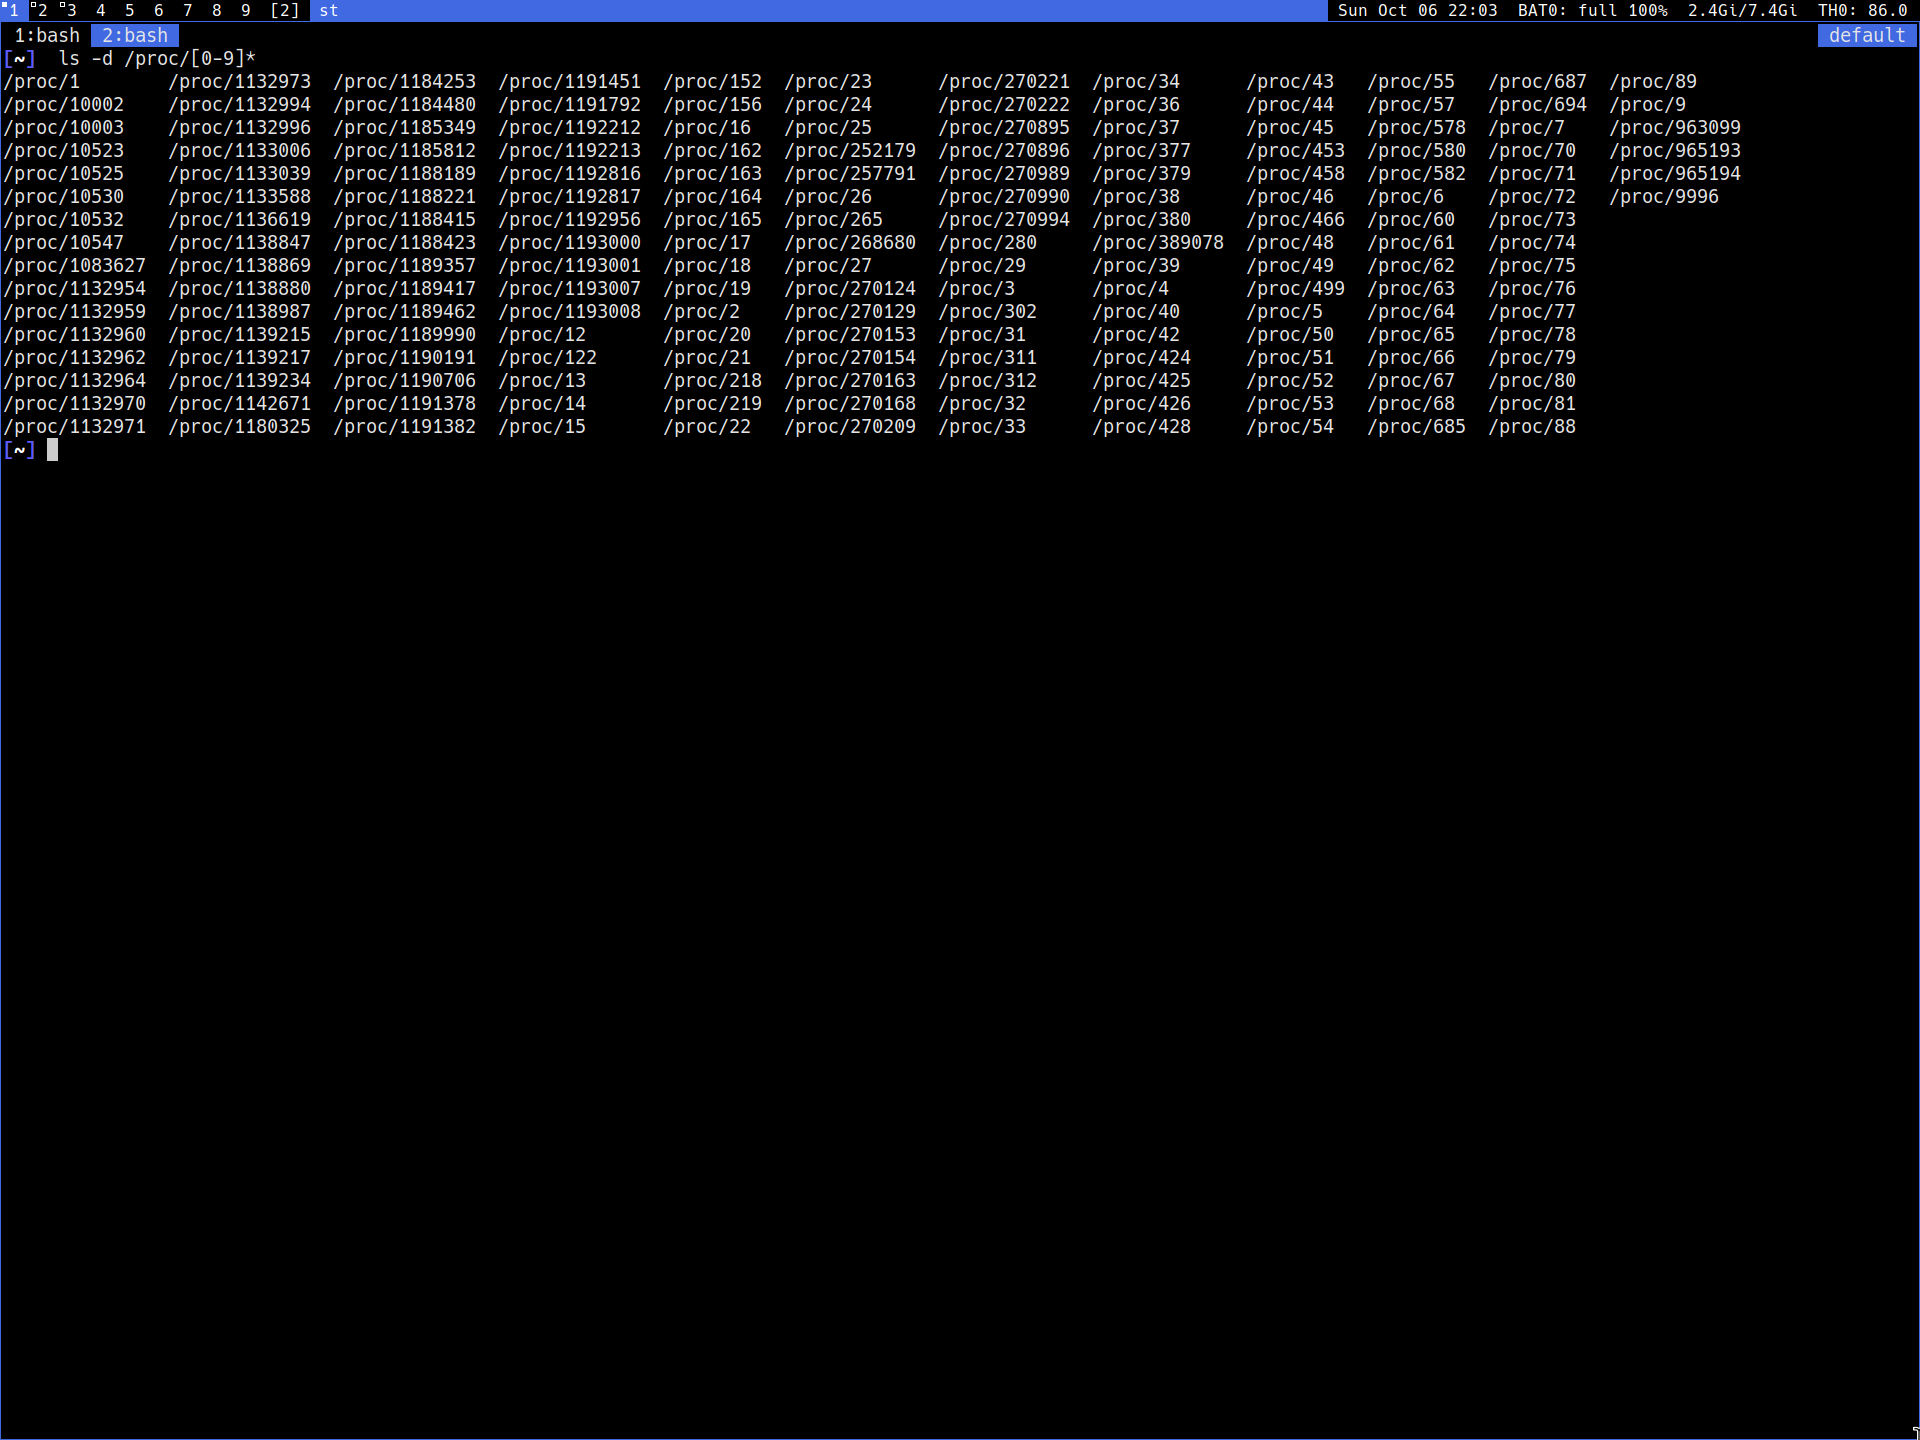 1 2 3 4 5 6 7 8 9 [2] st Sun Oct 06 22:03 BAT0: full 100% 2.4Gi/7.4Gi TH0: 86.0
1:bash 2:bash default
[~] ls -d /proc/[0-9]*
/proc/1 /proc/1132973 /proc/1184253 /proc/1191451 /proc/152 /proc/23 /proc/270221 /proc/34 /proc/43 /proc/55 /proc/687 /proc/89
/proc/10002 /proc/1132994 /proc/1184480 /proc/1191792 /proc/156 /proc/24 /proc/270222 /proc/36 /proc/44 /proc/57 /proc/694 /proc/9
/proc/10003 /proc/1132996 /proc/1185349 /proc/1192212 /proc/16 /proc/25 /proc/270895 /proc/37 /proc/45 /proc/578 /proc/7 /proc/963099
/proc/10523 /proc/1133006 /proc/1185812 /proc/1192213 /proc/162 /proc/252179 /proc/270896 /proc/377 /proc/453 /proc/580 /proc/70 /proc/965193
/proc/10525 /proc/1133039 /proc/1188189 /proc/1192816 /proc/163 /proc/257791 /proc/270989 /proc/379 /proc/458 /proc/582 /proc/71 /proc/965194
/proc/10530 /proc/1133588 /proc/1188221 /proc/1192817 /proc/164 /proc/26 /proc/270990 /proc/38 /proc/46 /proc/6 /proc/72 /proc/9996
/proc/10532 /proc/1136619 /proc/1188415 /proc/1192956 /proc/165 /proc/265 /proc/270994 /proc/380 /proc/466 /proc/60 /proc/73
/proc/10547 /proc/1138847 /proc/1188423 /proc/1193000 /proc/17 /proc/268680 /proc/280 /proc/389078 /proc/48 /proc/61 /proc/74
/proc/1083627 /proc/1138869 /proc/1189357 /proc/1193001 /proc/18 /proc/27 /proc/29 /proc/39 /proc/49 /proc/62 /proc/75
/proc/1132954 /proc/1138880 /proc/1189417 /proc/1193007 /proc/19 /proc/270124 /proc/3 /proc/4 /proc/499 /proc/63 /proc/76
/proc/1132959 /proc/1138987 /proc/1189462 /proc/1193008 /proc/2 /proc/270129 /proc/302 /proc/40 /proc/5 /proc/64 /proc/77
/proc/1132960 /proc/1139215 /proc/1189990 /proc/12 /proc/20 /proc/270153 /proc/31 /proc/42 /proc/50 /proc/65 /proc/78
/proc/1132962 /proc/1139217 /proc/1190191 /proc/122 /proc/21 /proc/270154 /proc/311 /proc/424 /proc/51 /proc/66 /proc/79
/proc/1132964 /proc/1139234 /proc/1190706 /proc/13 /proc/218 /proc/270163 /proc/312 /proc/425 /proc/52 /proc/67 /proc/80
/proc/1132970 /proc/1142671 /proc/1191378 /proc/14 /proc/219 /proc/270168 /proc/32 /proc/426 /proc/53 /proc/68 /proc/81
/proc/1132971 /proc/1180325 /proc/1191382 /proc/15 /proc/22 /proc/270209 /proc/33 /proc/428 /proc/54 /proc/685 /proc/88
[~]